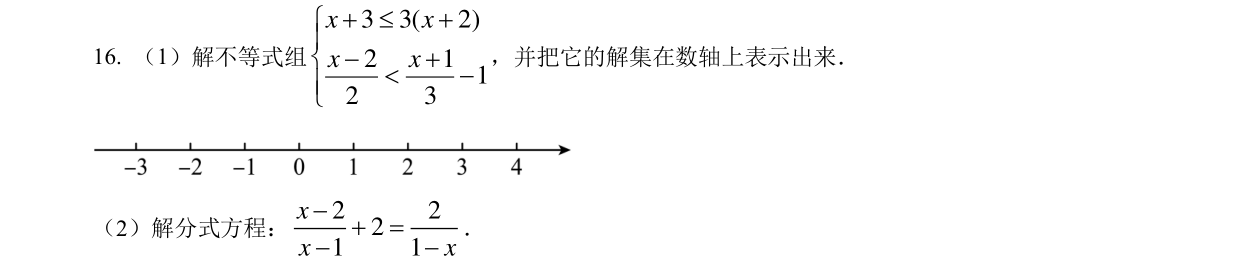 16. （1）解不等式组{x+3≤3(x+2), (x−2)/2<(x+1)/3−1，并把它的解集在数轴上表示出来．
−3 −2 −1 0 1 2 3 4
（2）解分式方程：(x−2)/(x−1)+2=2/(1−x)．